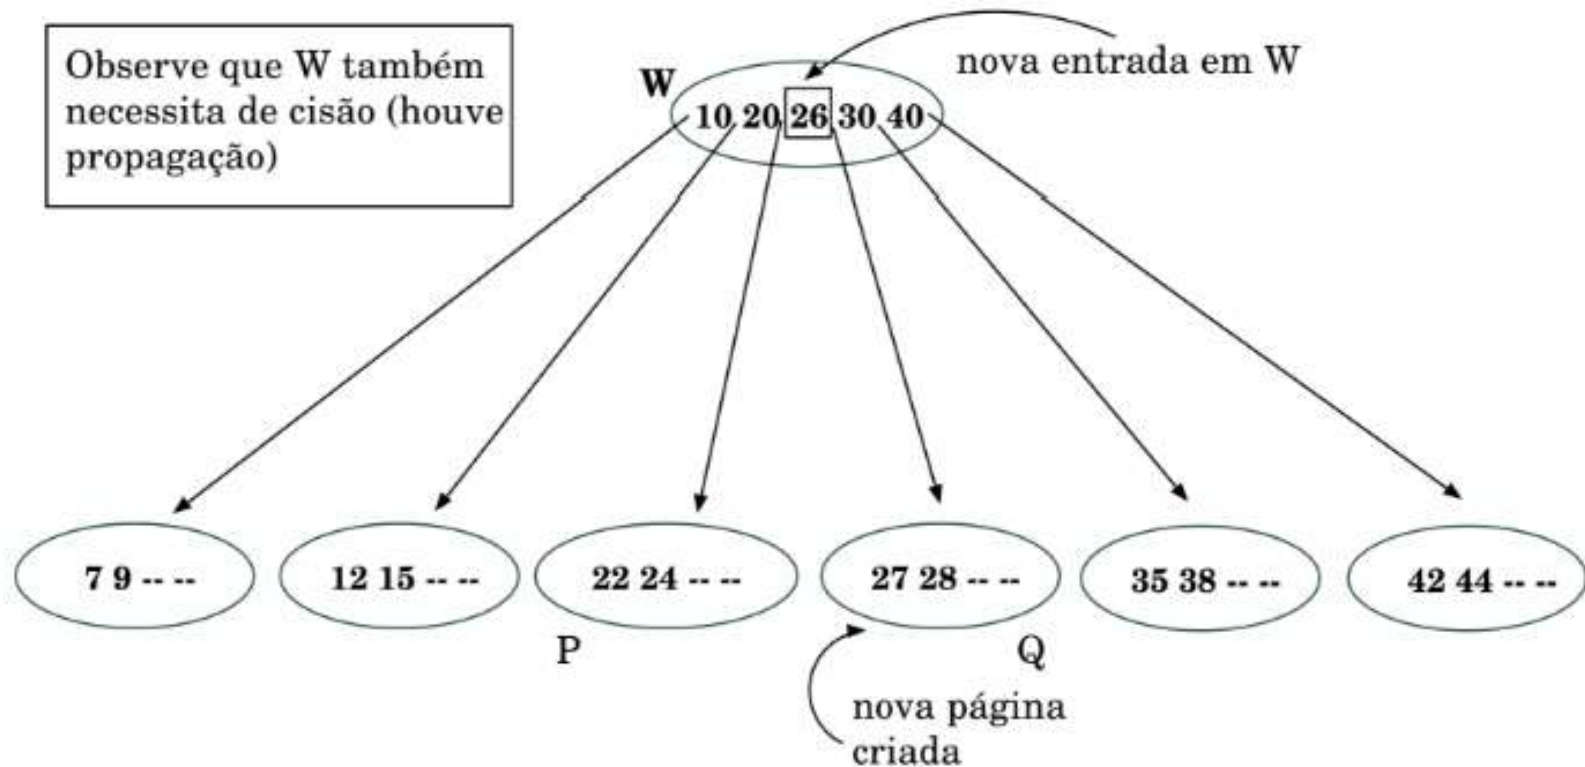 Observe que W também
necessita de cisão (houve
propagação)
nova entrada em W
W
10 20 26 30 40
7 9 -- --
12 15 -- --
22 24 -- --
27 28 -- --
35 38 -- --
42 44 -- --
P
Q
nova página
criada